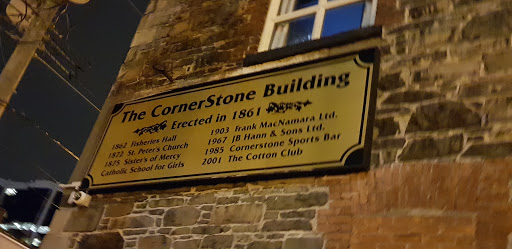 The CornerStone Building
Erected in 1861
1862 Fisheries Hall
1872 St. Peter's Church
1875 Sister's of Mercy
Catholic School for Girls
1903 Frank MacNamara Ltd.
1967 JB Hann & Sons Ltd.
1985 Cornerstone Sports Bar
2001 The Cotton Club